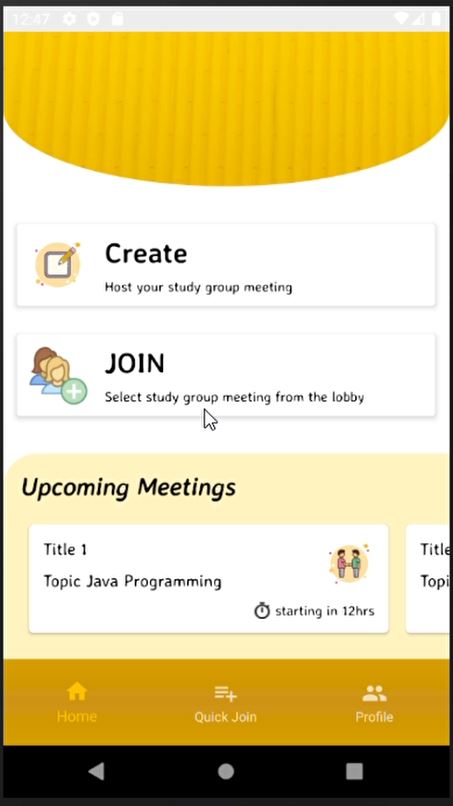 12:47
Create
Host your study group meeting
JOIN
Select study group meeting from the lobby
Upcoming Meetings
Title 1
Topic Java Programming
starting in 12hrs
Title
Topi
Home
Quick Join
Profile